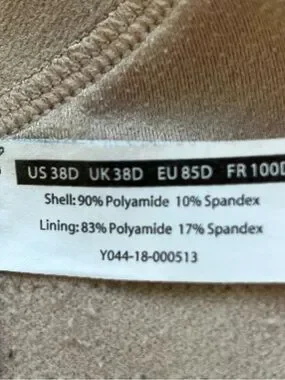 US 38D UK 38D EU 85D FR 100D
Shell: 90% Polyamide 10% Spandex
Lining: 83% Polyamide 17% Spandex
Y044-18-000513